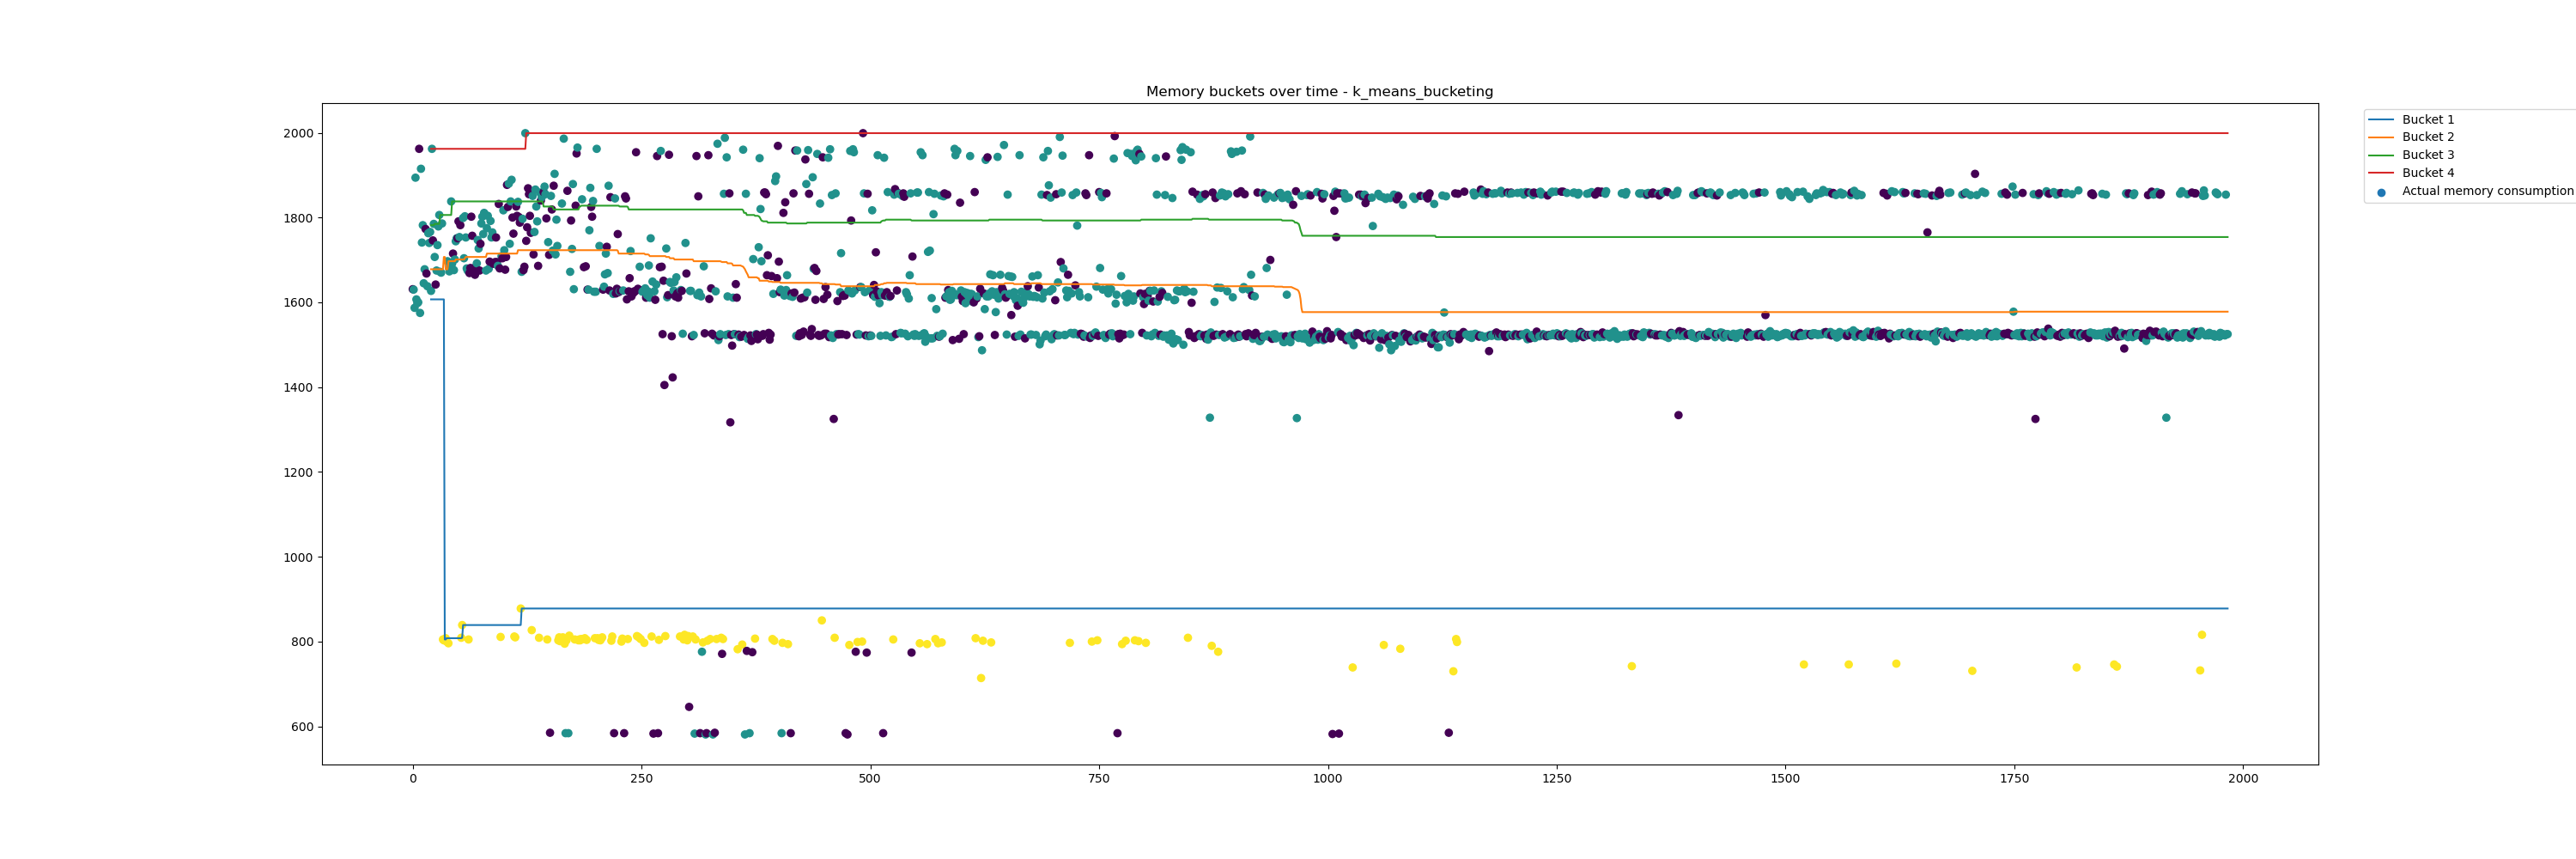 Memory buckets over time - k_means_bucketing
2000
1800
1600
1400
1200
1000
800
600
0
250
500
750
1000
1250
1500
1750
2000
Bucket 1
Bucket 2
Bucket 3
Bucket 4
Actual memory consumption